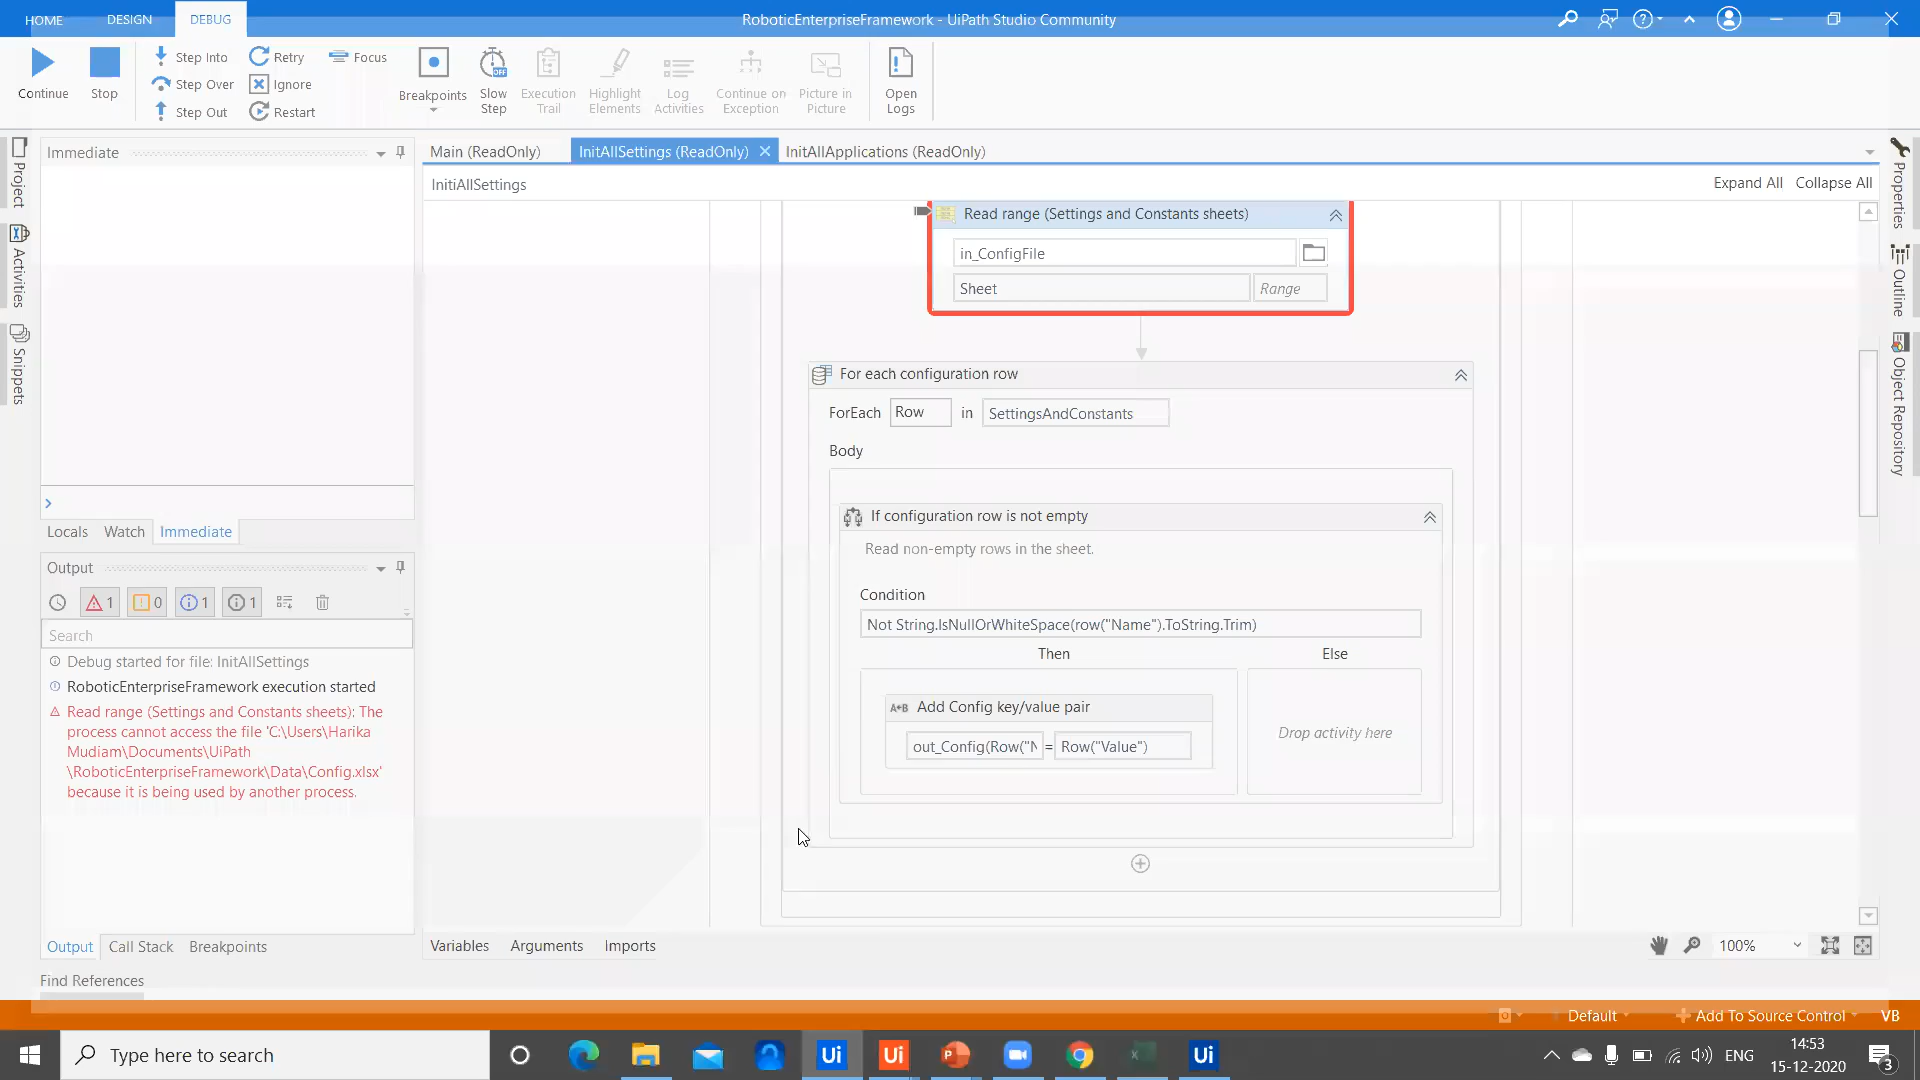 HOME
DESIGN
DEBUG
RoboticEnterpriseFramework - UiPath Studio Community
Continue
Stop
Step Into
Step Over
Step Out
Retry
Ignore
Restart
Focus
Breakpoints
OFF
Slow
Step
Execution
Trail
Highlight
Elements
Log
Activities
Continue on
Exception
Picture in
Picture
Open
Logs
Project
Activities
Snippets
Immediate
Locals
Watch
Immediate
Output
1
0
1
1
Search
Debug started for file: InitAllSettings
RoboticEnterpriseFramework execution started
Read range (Settings and Constants sheets): The
process cannot access the file 'C:\Users\Harika
Mudiam\Documents\UiPath
\RoboticEnterpriseFramework\Data\Config.xlsx'
because it is being used by another process.
Output
Call Stack
Breakpoints
Find References
Main (ReadOnly)
InitAllSettings (ReadOnly)
InitAllApplications (ReadOnly)
InitiAllSettings
Expand All
Collapse All
Read range (Settings and Constants sheets)
in_ConfigFile
Sheet
Range
For each configuration row
ForEach
Row
in
SettingsAndConstants
Body
If configuration row is not empty
Read non-empty rows in the sheet.
Condition
Not String.IsNullOrWhiteSpace(row("Name").ToString.Trim)
Then
Else
A+B Add Config key/value pair
out_Config(Row("N = Row("Value")
Drop activity here
Variables
Arguments
Imports
100%
Properties
Outline
Object Repository
0
Default
Add To Source Control
VB
Type here to search
Ui
Ui
Ui
ENG
14:53
15-12-2020
3